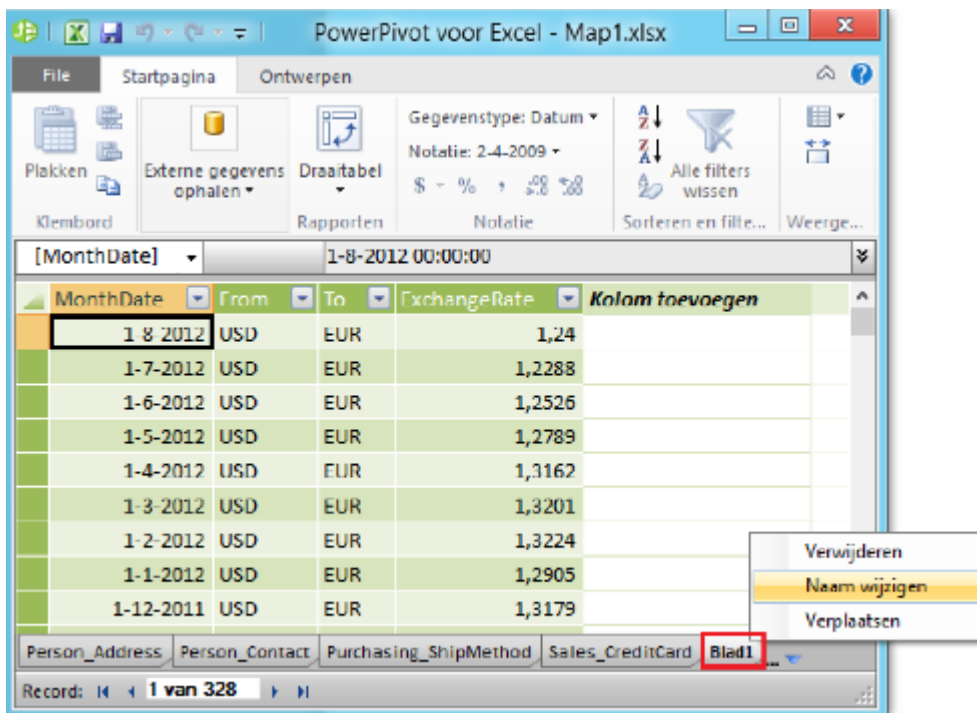 PowerPivot voor Excel - Map1.xlsx
File Startpagina Ontwerpen
Plakken
Klembord
Externe gegevens ophalen
Draaitabel
Rapporten
Gegevenstype: Datum
Notatie: 2-4-2009
$ - % , ,00 ,00
Notatie
Alle filters wissen
Sorteren en filte...
Weerge...
[MonthDate] 1-8-2012 00:00:00
MonthDate From To ExchangeRate Kolom toevoegen
1-8-2012 USD EUR 1,24
1-7-2012 USD EUR 1,2288
1-6-2012 USD EUR 1,2526
1-5-2012 USD EUR 1,2789
1-4-2012 USD EUR 1,3162
1-3-2012 USD EUR 1,3201
1-2-2012 USD EUR 1,3224
1-1-2012 USD EUR 1,2905
1-12-2011 USD EUR 1,3179
Verwijderen
Naam wijzigen
Verplaatsen
Person_Address Person_Contact Purchasing_ShipMethod Sales_CreditCard Blad1 ...
Record: 1 van 328